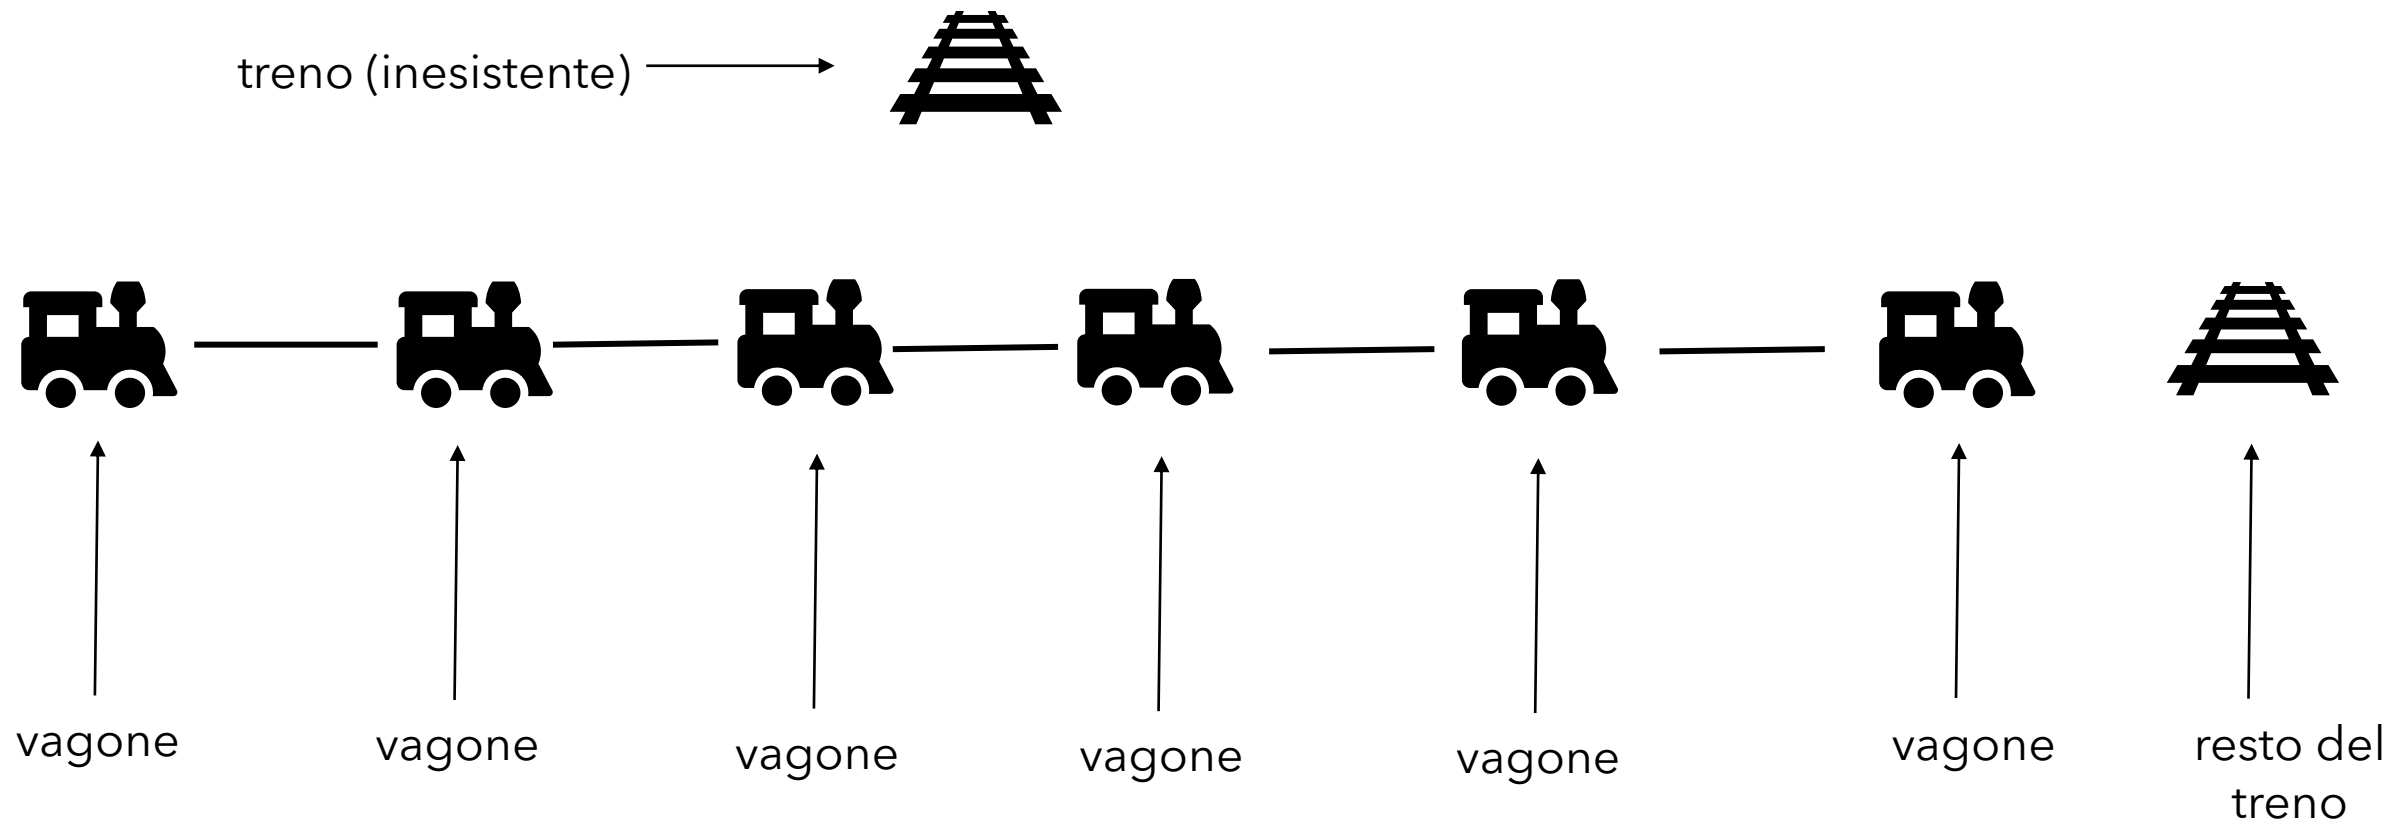 treno (inesistente)
vagone
vagone
vagone
vagone
vagone
vagone
resto del
treno